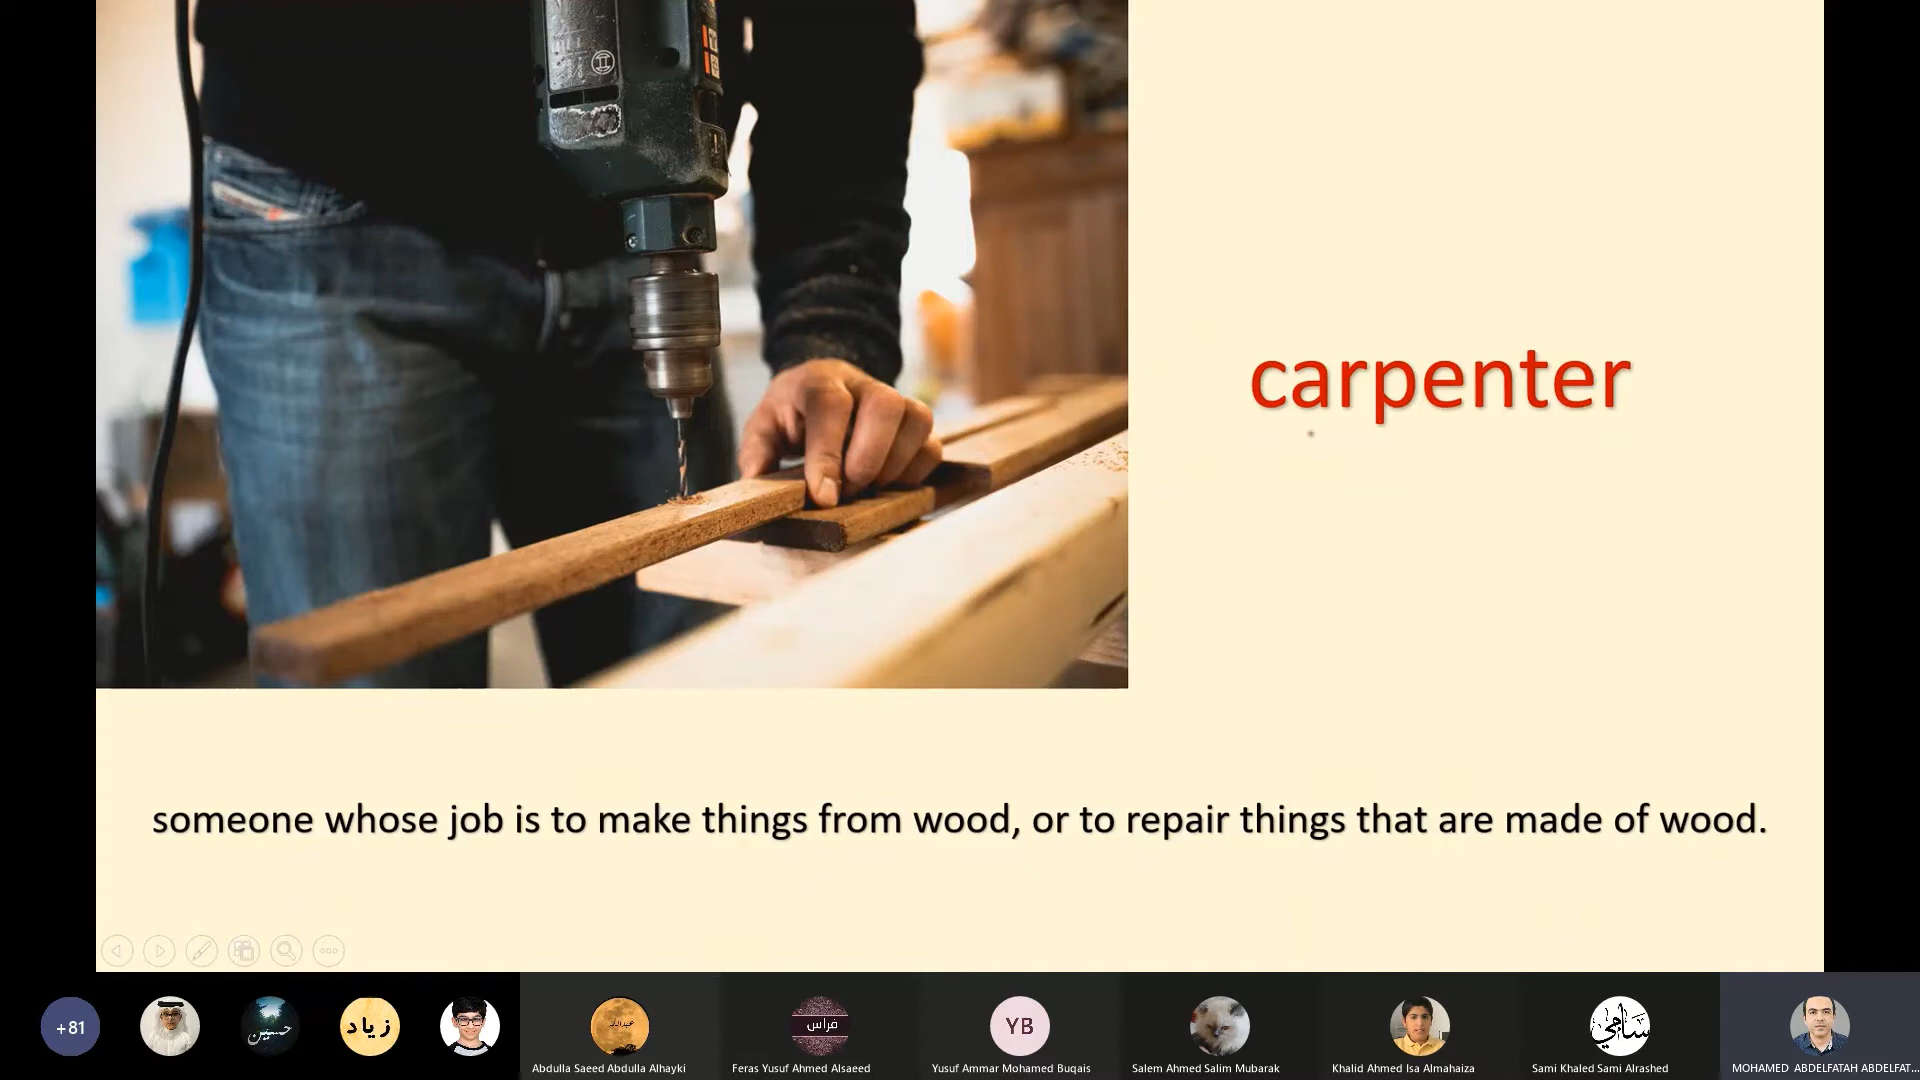 carpenter
someone whose job is to make things from wood, or to repair things that are made of wood.
+81
حسين
زياد
عبدالله
فراس
YB
سامي
Abdulla Saeed Abdulla Alhayki
Feras Yusuf Ahmed Alsaeed
Yusuf Ammar Mohamed Buqais
Salem Ahmed Salim Mubarak
Khalid Ahmed Isa Almahaiza
Sami Khaled Sami Alrashed
MOHAMED ABDELFATAH ABDELFAT...